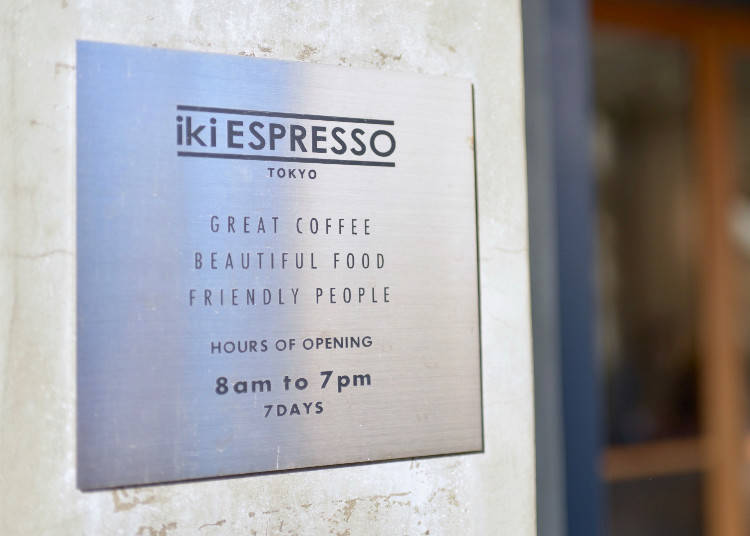 iki ESPRESSO
TOKYO
GREAT COFFEE
BEAUTIFUL FOOD
FRIENDLY PEOPLE
HOURS OF OPENING
8am to 7pm
7DAYS